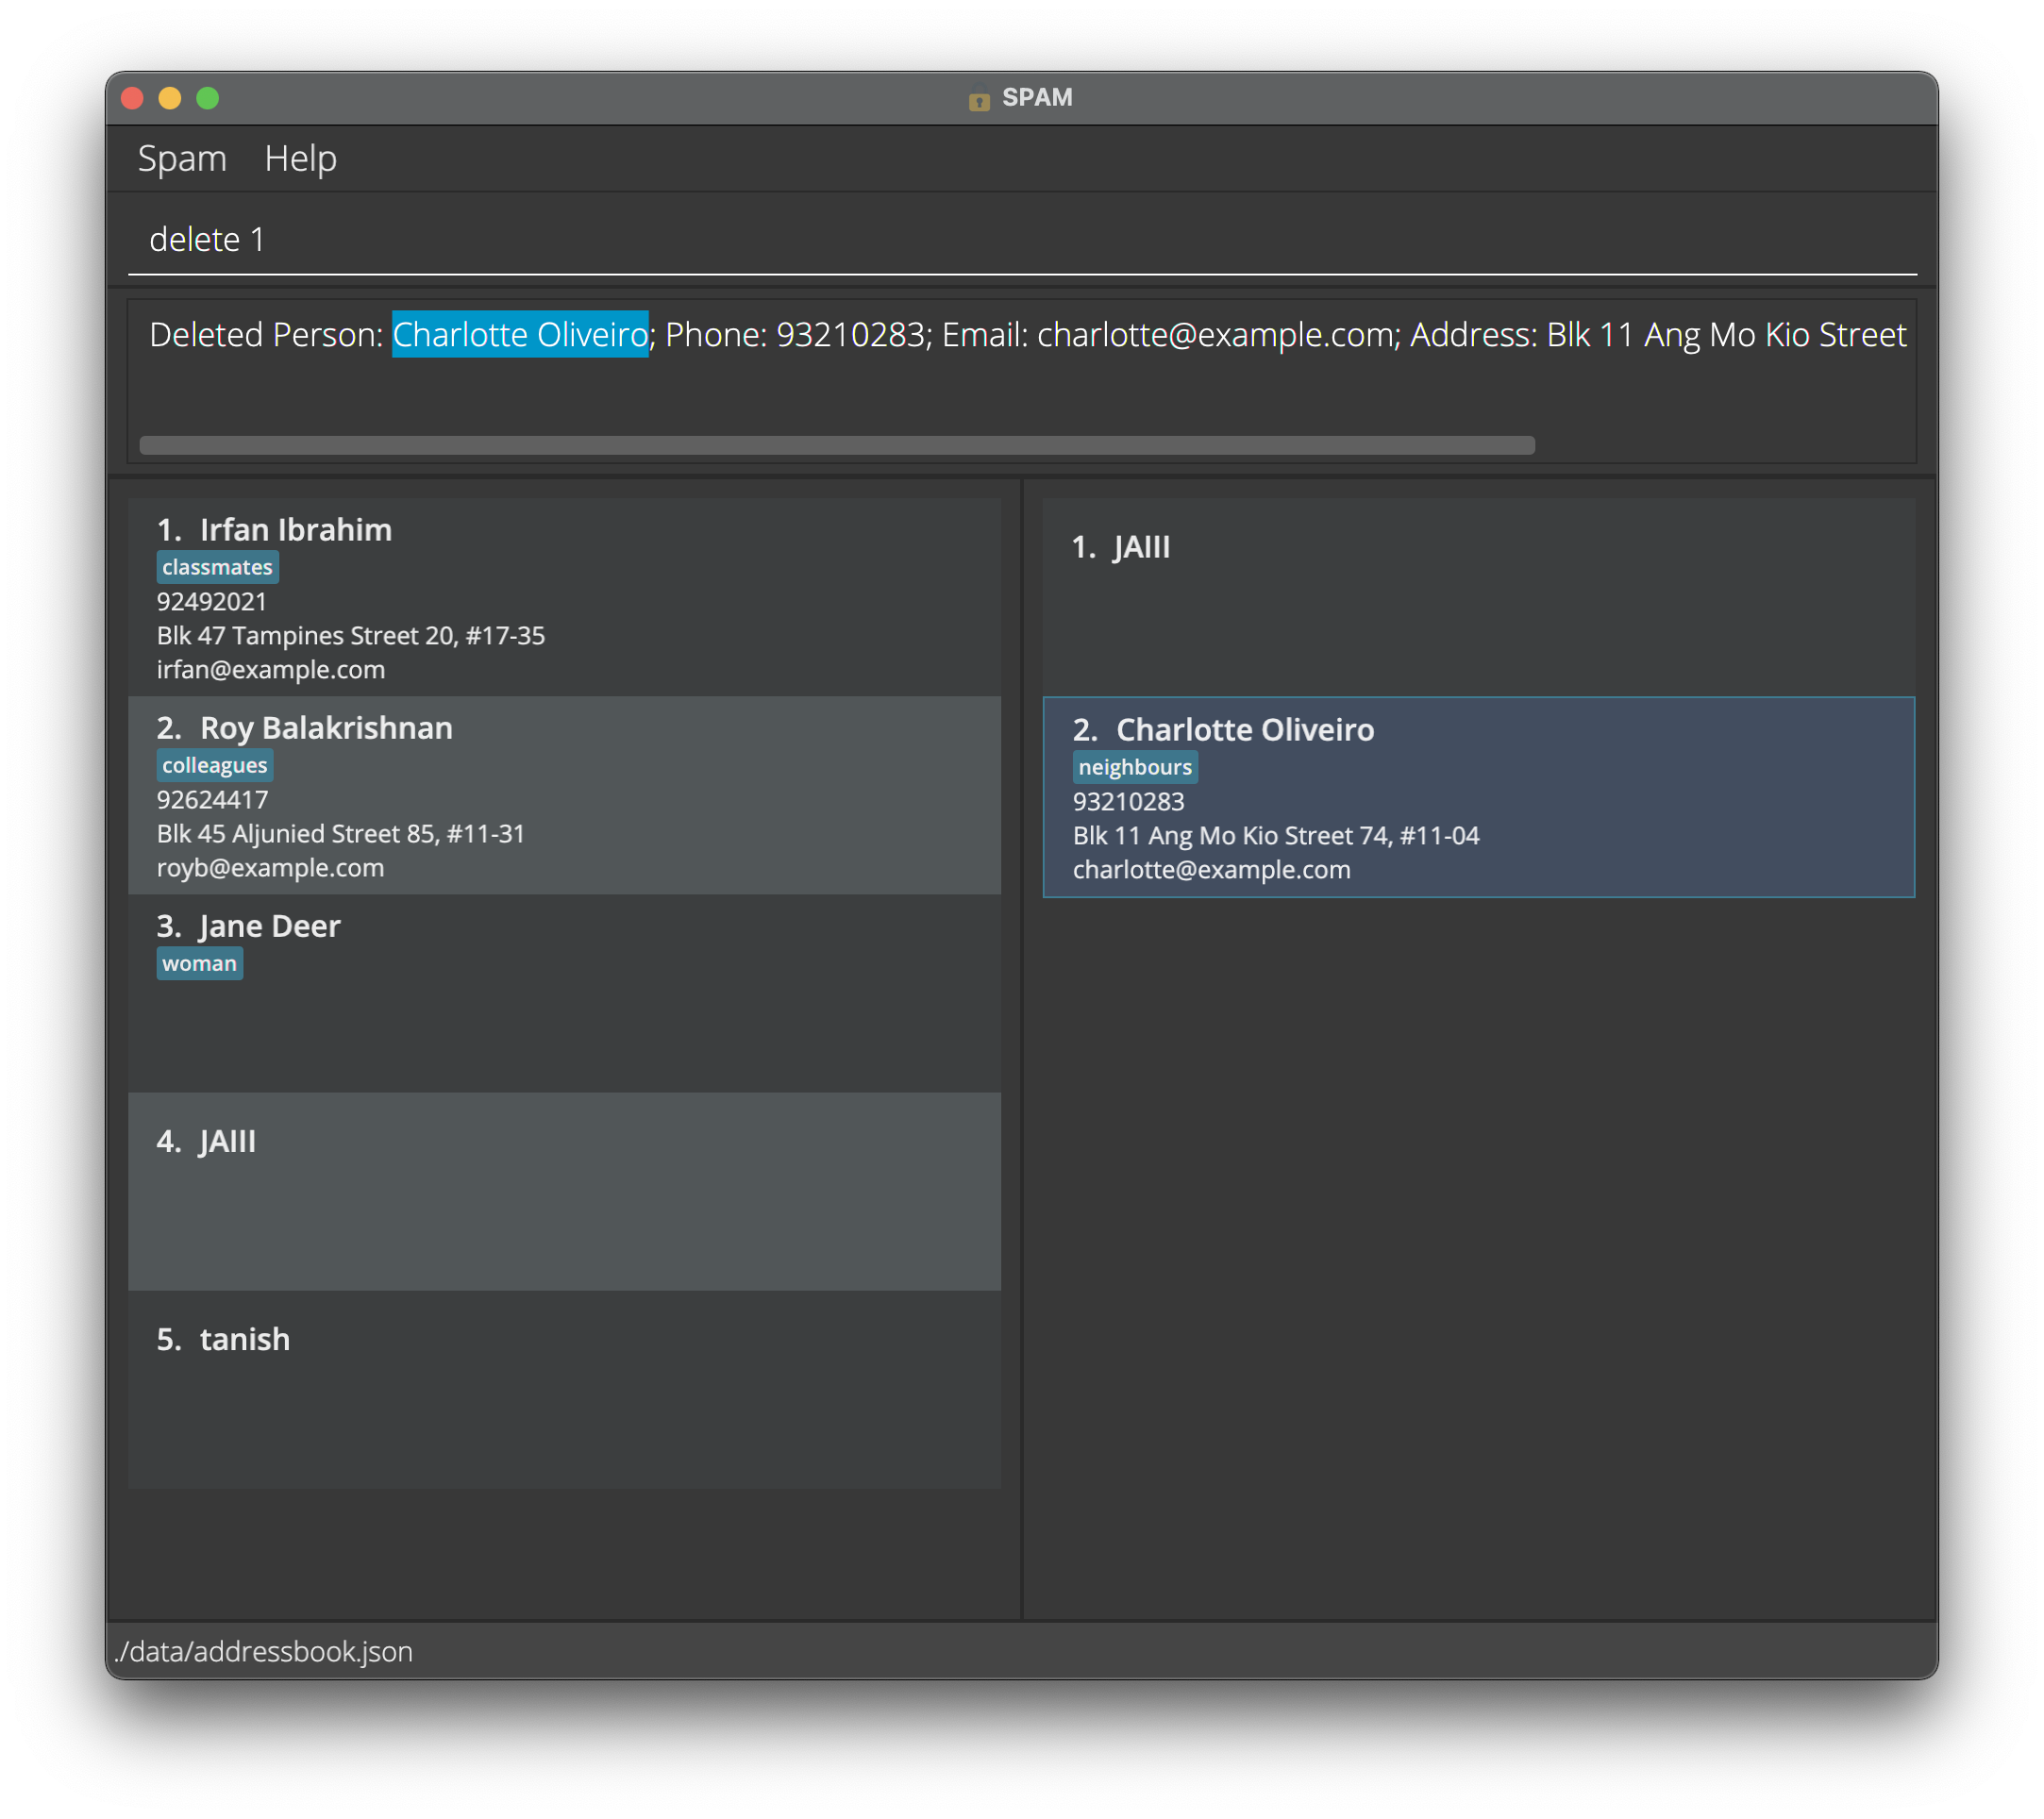 SPAM
Spam Help
delete 1
Deleted Person: Charlotte Oliveiro; Phone: 93210283; Email: charlotte@example.com; Address: Blk 11 Ang Mo Kio Street
1. Irfan Ibrahim
classmates
92492021
Blk 47 Tampines Street 20, #17-35
irfan@example.com
2. Roy Balakrishnan
colleagues
92624417
Blk 45 Aljunied Street 85, #11-31
royb@example.com
3. Jane Deer
woman
4. JAIII
5. tanish
1. JAIII
2. Charlotte Oliveiro
neighbours
93210283
Blk 11 Ang Mo Kio Street 74, #11-04
charlotte@example.com
./data/addressbook.json